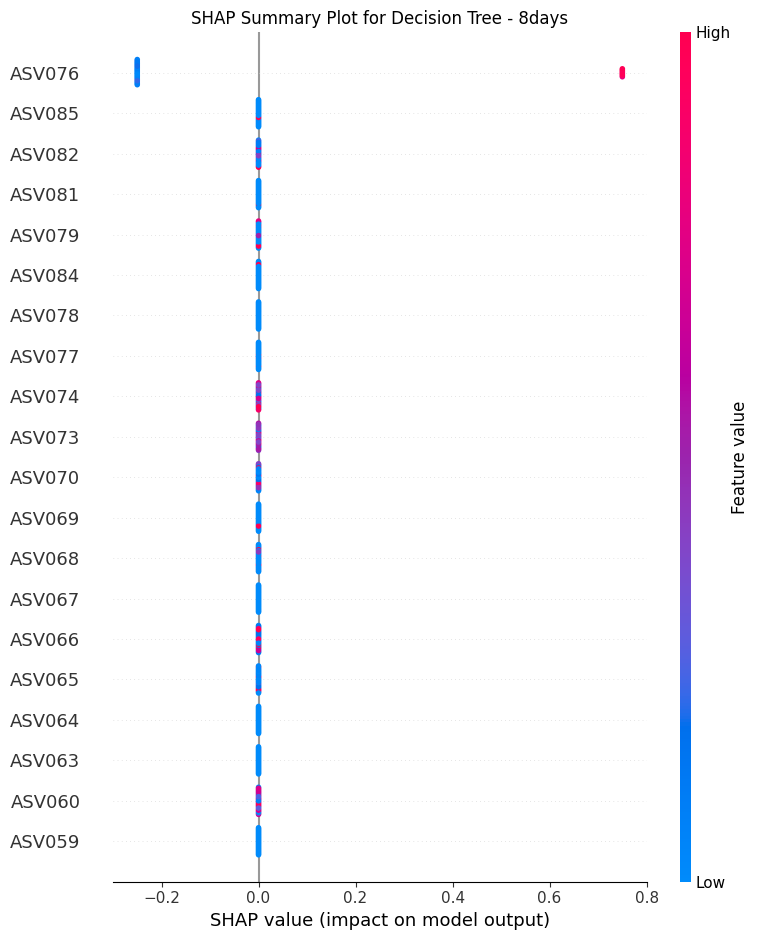 SHAP Summary Plot for Decision Tree - 8days
High
ASV076
ASV085
ASV082
ASV081
ASV079
ASV084
ASV078
ASV077
ASV074
ASV073
ASV070
ASV069
ASV068
ASV067
ASV066
ASV065
ASV064
ASV063
ASV060
ASV059
Feature value
Low
−0.2 0.0 0.2 0.4 0.6 0.8
SHAP value (impact on model output)